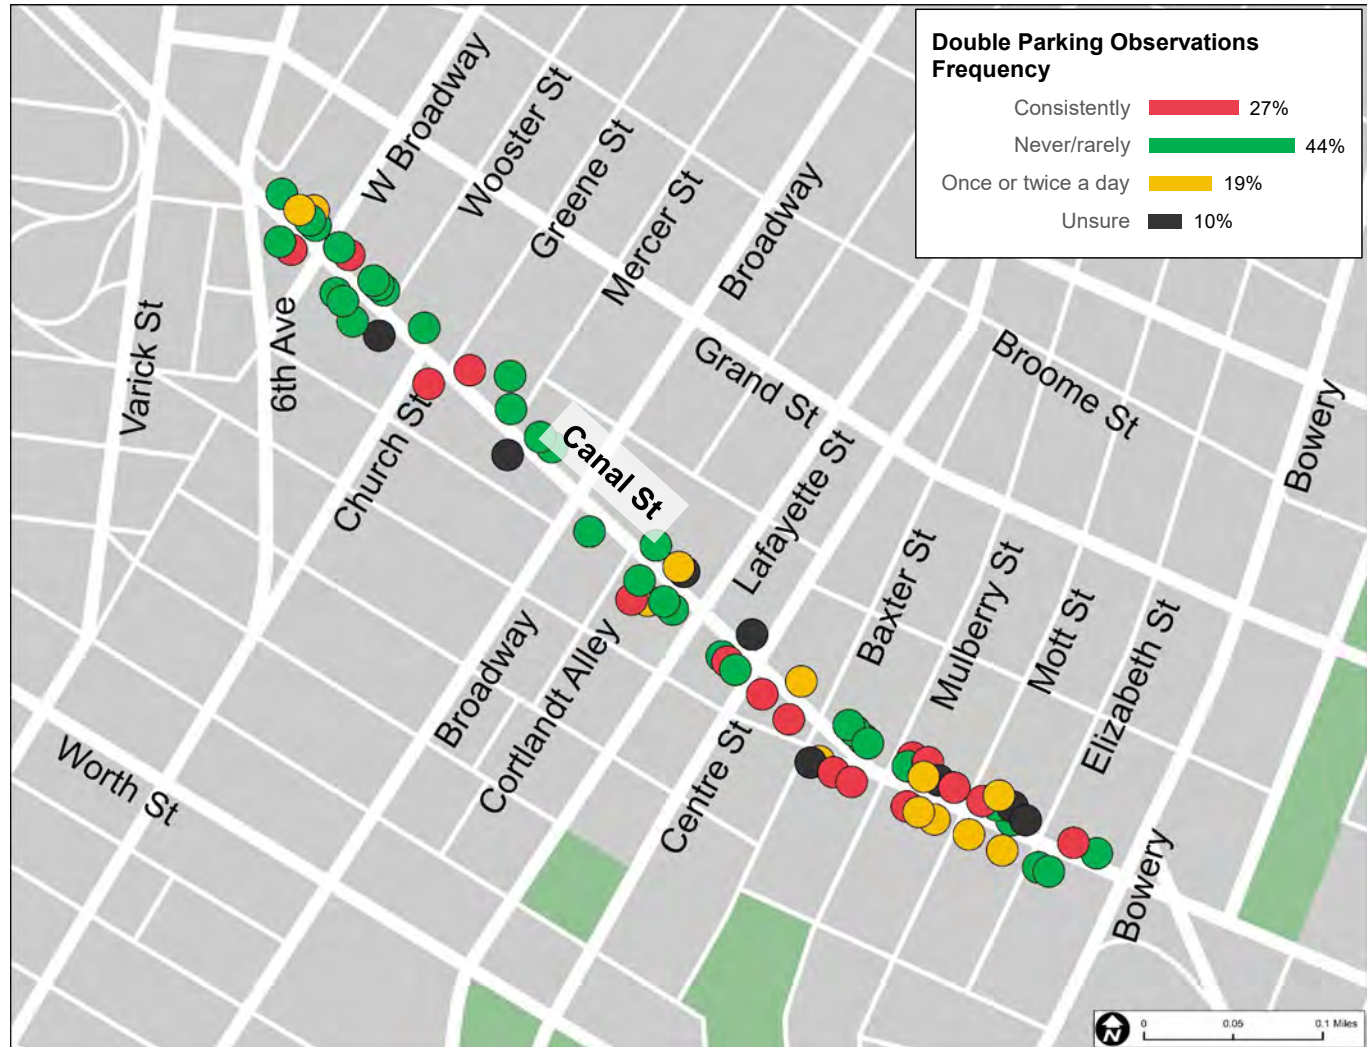 Double Parking Observations
Frequency
Consistently 27%
Never/rarely 44%
Once or twice a day 19%
Unsure 10%
W Broadway
Wooster St
Greene St
Mercer St
Broadway
Varick St
6th Ave
Church St
Canal St
Grand St
Broome St
Bowery
Lafayette St
Baxter St
Mulberry St
Mott St
Elizabeth St
Broadway
Cortlandt Alley
Centre St
Worth St
Bowery
N
0 0.05 0.1 Miles